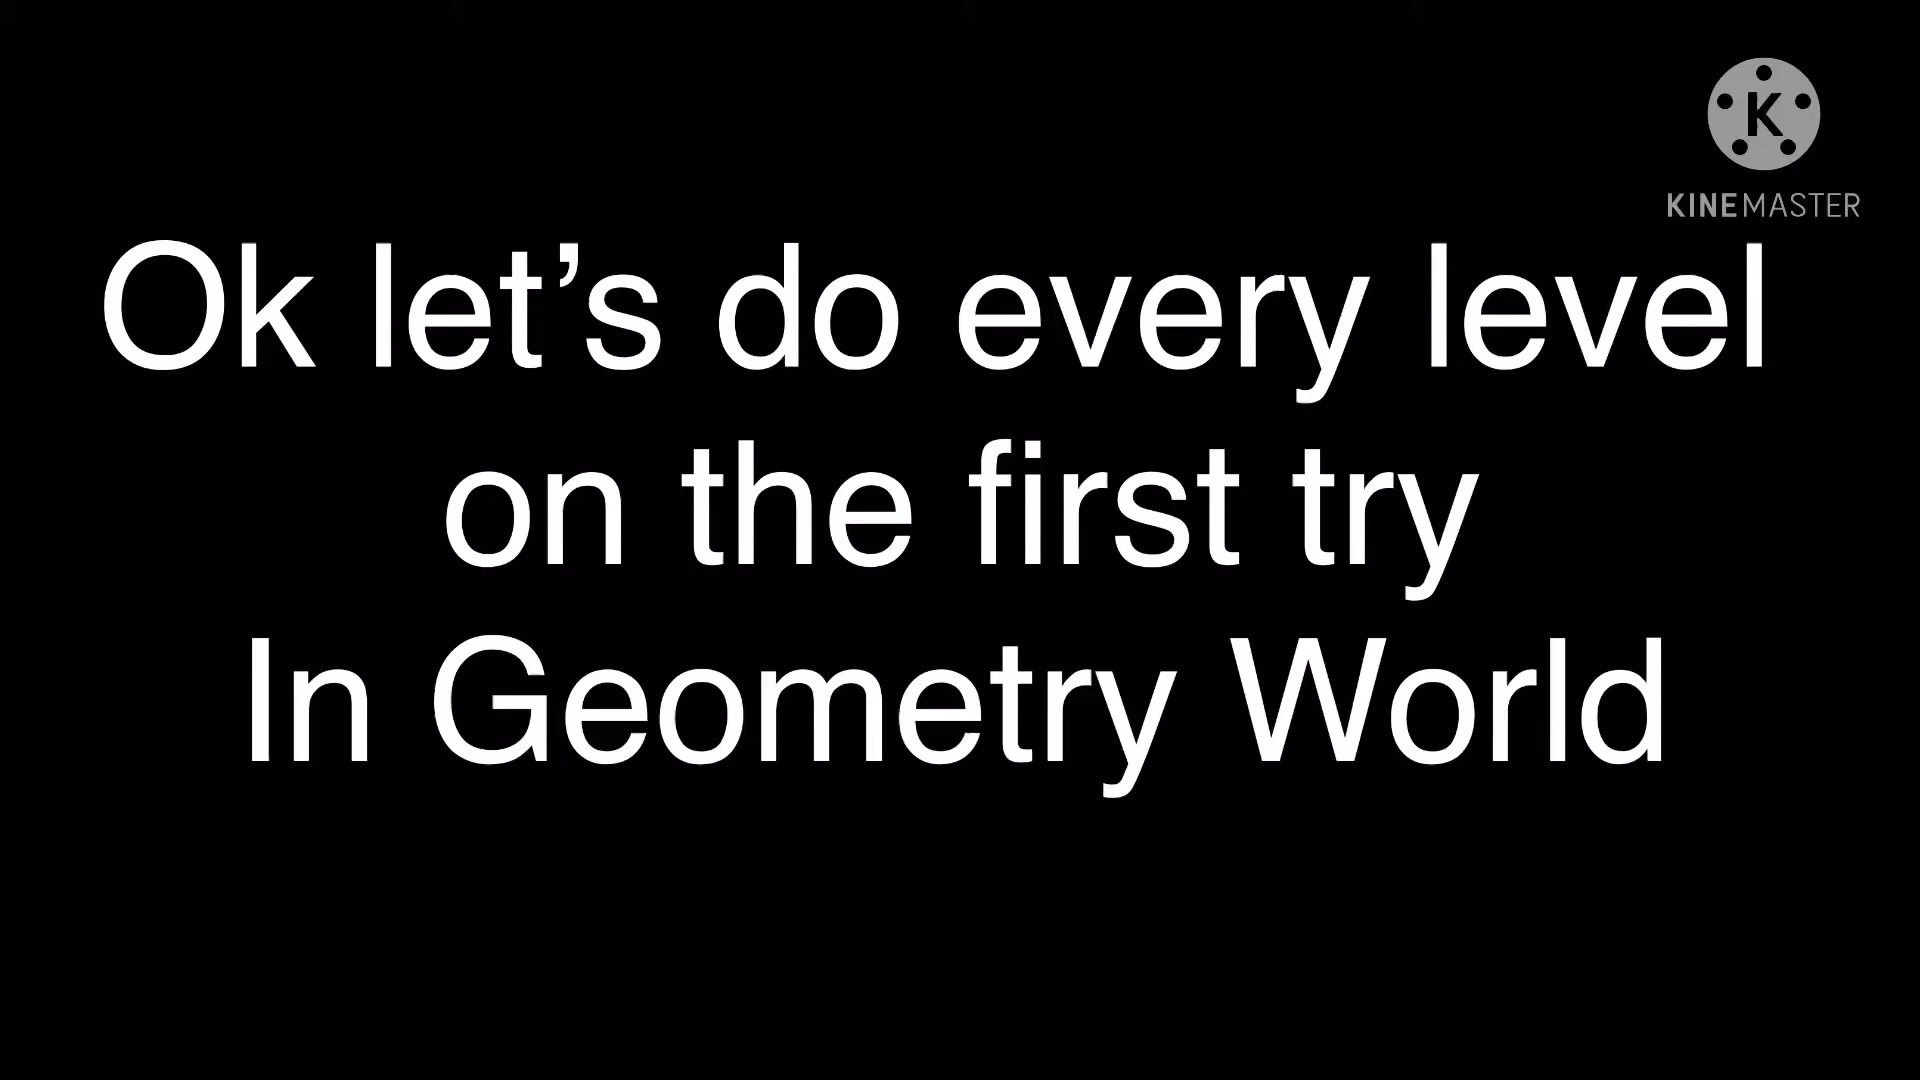 K
KINEMASTER
Ok let’s do every level
on the first try
In Geometry World